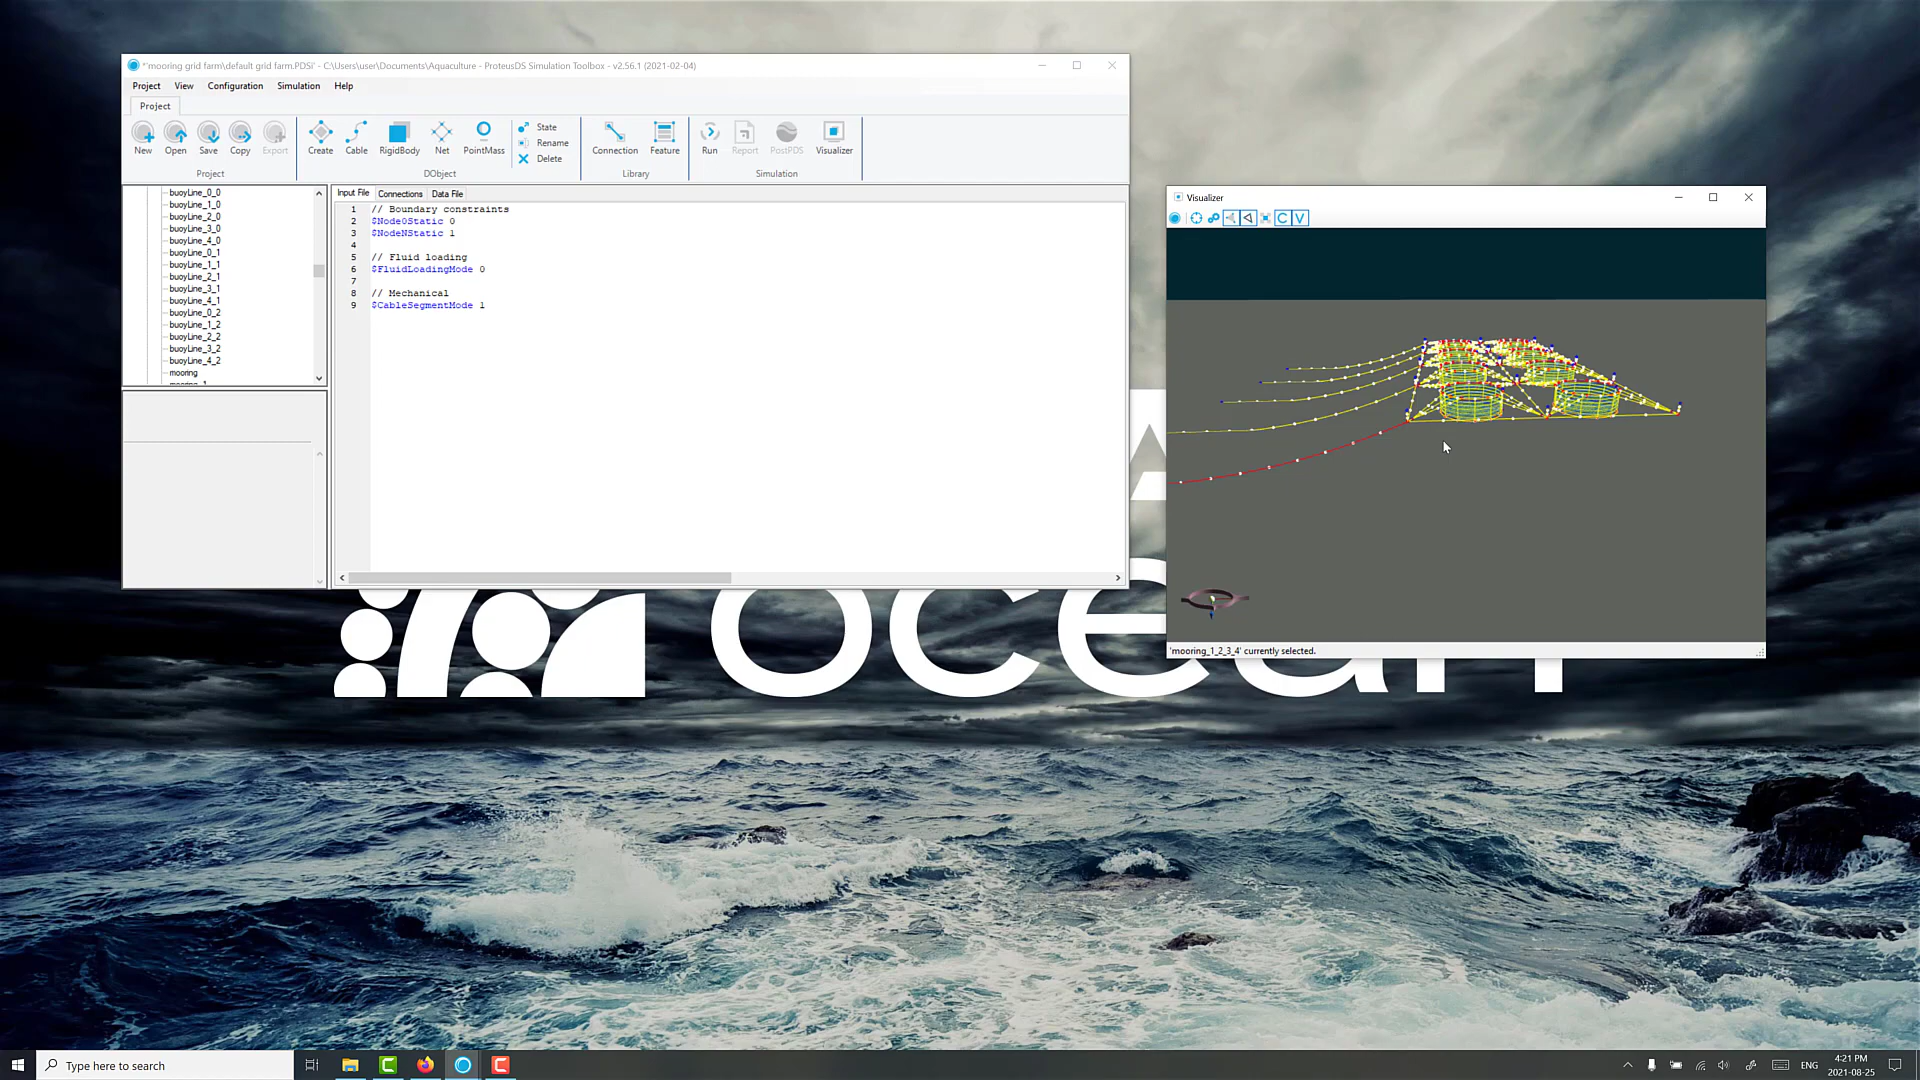 *'mooring grid farm\default grid farm.PDSi' - C:\Users\user\Documents\Aquaculture - ProteusDS Simulation Toolbox - v2.56.1 (2021-02-04)
Project View Configuration Simulation Help
Project
New Open Save Copy Export
Project
Create Cable RigidBody Net PointMass
State
Rename
Delete
DObject
Connection Feature
Library
Run Report PostPDS Visualizer
Simulation
buoyLine_0_0
buoyLine_1_0
buoyLine_2_0
buoyLine_3_0
buoyLine_4_0
buoyLine_0_1
buoyLine_1_1
buoyLine_2_1
buoyLine_3_1
buoyLine_4_1
buoyLine_0_2
buoyLine_1_2
buoyLine_2_2
buoyLine_3_2
buoyLine_4_2
mooring
Input File Connections Data File
1 // Boundary constraints
2 $Node0Static 0
3 $NodeNStatic 1
4
5 // Fluid loading
6 $FluidLoadingMode 0
7
8 // Mechanical
9 $CableSegmentMode 1
Visualizer
C V
'mooring_1_2_3_4' currently selected.
ocean
Type here to search
ENG
4:21 PM
2021-08-25